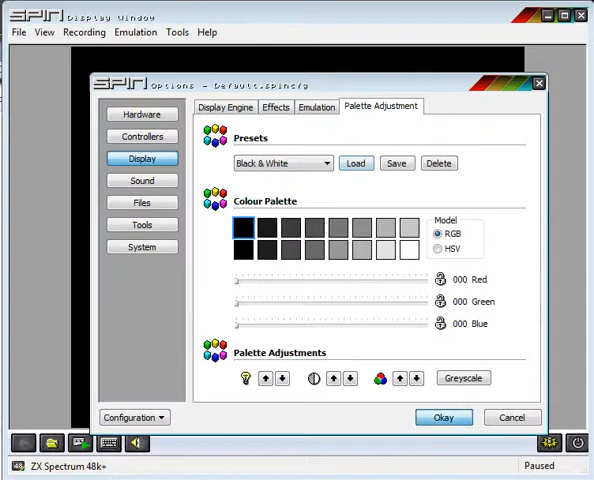 SPIN Display Window
File View Recording Emulation Tools Help
SPIN Options - Default.spincfg
Hardware
Controllers
Display
Sound
Files
Tools
System
Display Engine Effects Emulation Palette Adjustment
Presets
Black & White Load Save Delete
Colour Palette
Model
RGB
HSV
000 Red
000 Green
000 Blue
Palette Adjustments
Greyscale
Configuration Okay Cancel
48 ZX Spectrum 48k+ Paused